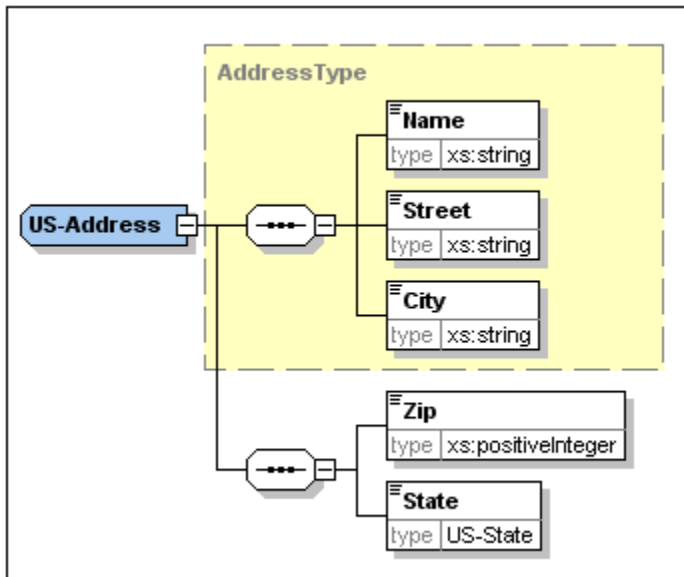 AddressType
Name
type xs:string
US-Address
Street
type xs:string
City
type xs:string
Zip
type xs:positiveInteger
State
type US-State